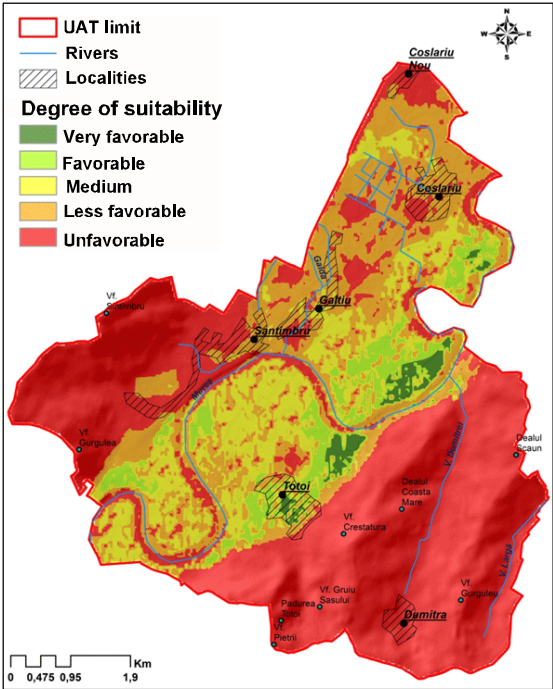 UAT limit
Rivers
Localities
Degree of suitability
Very favorable
Favorable
Medium
Less favorable
Unfavorable
N
W
E
S
Coslariu
Nou
Coslariu
Galda
Galtiu
Santimbru
Mures
Vf.
Vf.
Gurgulea
Totoi
V. Dumitrei
Dealul
Scaun
Dealul
Coasta
Mare
Vf.
Crestatura
V. Larga
Vf. Gruiu
Sasului
Vf.
Gurguleu
Padurea
Totoi
Dumitra
Vf.
Pietrii
Km
0 0,475 0,95 1,9